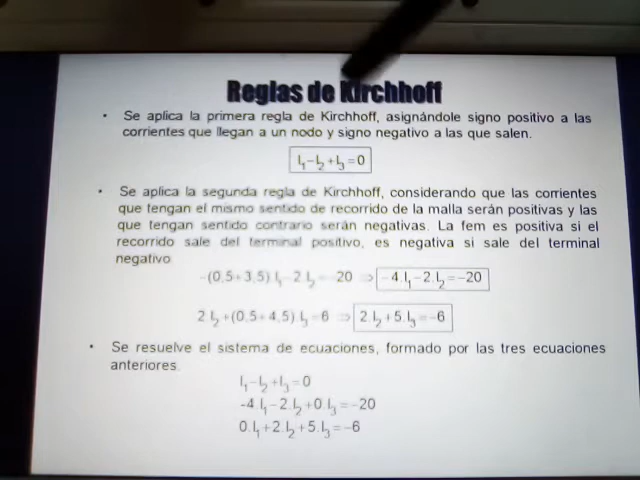 Reglas de Kirchhoff
• Se aplica la primera regla de Kirchhoff, asignándole signo positivo a las
corrientes que llegan a un nodo y signo negativo a las que salen.
I₁-I₂+I₃=0
• Se aplica la segunda regla de Kirchhoff, considerando que las corrientes
que tengan el mismo sentido de recorrido de la malla serán positivas y las
que tengan sentido contrario serán negativas. La fem es positiva si el
recorrido sale del terminal positivo, es negativa si sale del terminal
negativo
-(0,5+3,5).I₁-2.I₂=-20 ⇒ -4.I₁-2.I₂=-20
2.I₂+(0,5+4,5).I₃=6 ⇒ 2.I₂+5.I₃=-6
• Se resuelve el sistema de ecuaciones, formado por las tres ecuaciones
anteriores.
I₁-I₂+I₃=0
-4.I₁-2.I₂+0.I₃=-20
0.I₁+2.I₂+5.I₃=-6